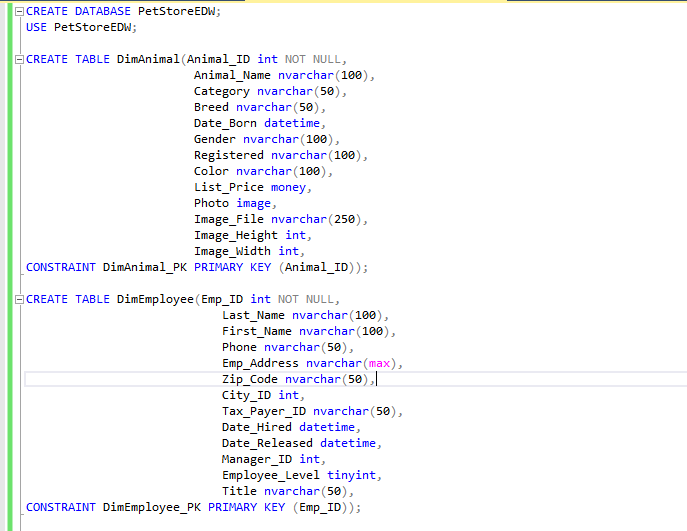 CREATE DATABASE PetStoreEDW;
USE PetStoreEDW;
CREATE TABLE DimAnimal(Animal_ID int NOT NULL,
Animal_Name nvarchar(100),
Category nvarchar(50),
Breed nvarchar(50),
Date_Born datetime,
Gender nvarchar(100),
Registered nvarchar(100),
Color nvarchar(100),
List_Price money,
Photo image,
Image_File nvarchar(250),
Image_Height int,
Image_Width int,
CONSTRAINT DimAnimal_PK PRIMARY KEY (Animal_ID));
CREATE TABLE DimEmployee(Emp_ID int NOT NULL,
Last_Name nvarchar(100),
First_Name nvarchar(100),
Phone nvarchar(50),
Emp_Address nvarchar(max),
Zip_Code nvarchar(50),
City_ID int,
Tax_Payer_ID nvarchar(50),
Date_Hired datetime,
Date_Released datetime,
Manager_ID int,
Employee_Level tinyint,
Title nvarchar(50),
CONSTRAINT DimEmployee_PK PRIMARY KEY (Emp_ID));